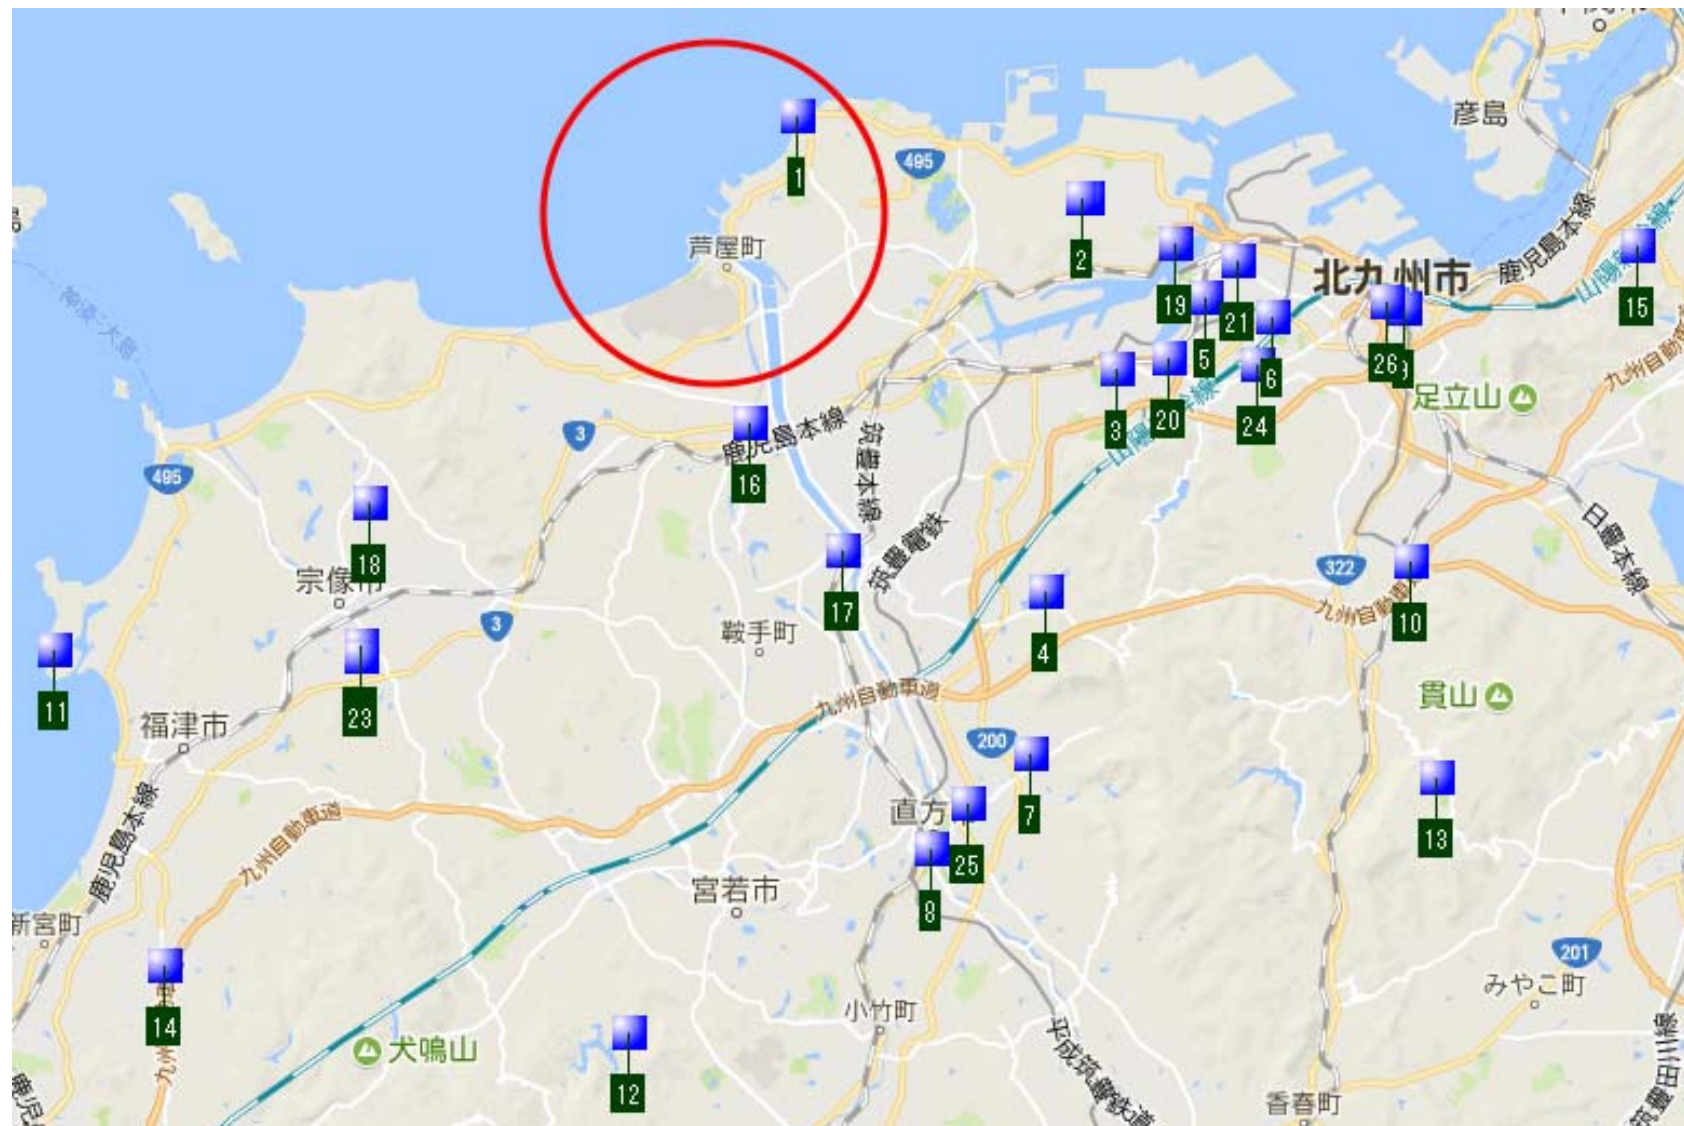 彦島
495
1
芦屋町
2
北九州市
鹿児島本線
19
21
15
5
26
6
3
20
24
足立山
九州自動車道
3
鹿児島本線
筑豊本線
16
495
18
宗像市
筑豊電鉄
322
日豊本線
九州自動車道
10
17
3
鞍手町
4
11
23
福津市
九州自動車道
貫山
200
7
13
直方
25
鹿児島本線
九州自動車道
宮若市
8
新宮町
201
みやこ町
14
小竹町
犬鳴山
12
平成筑豊鉄道
香春町